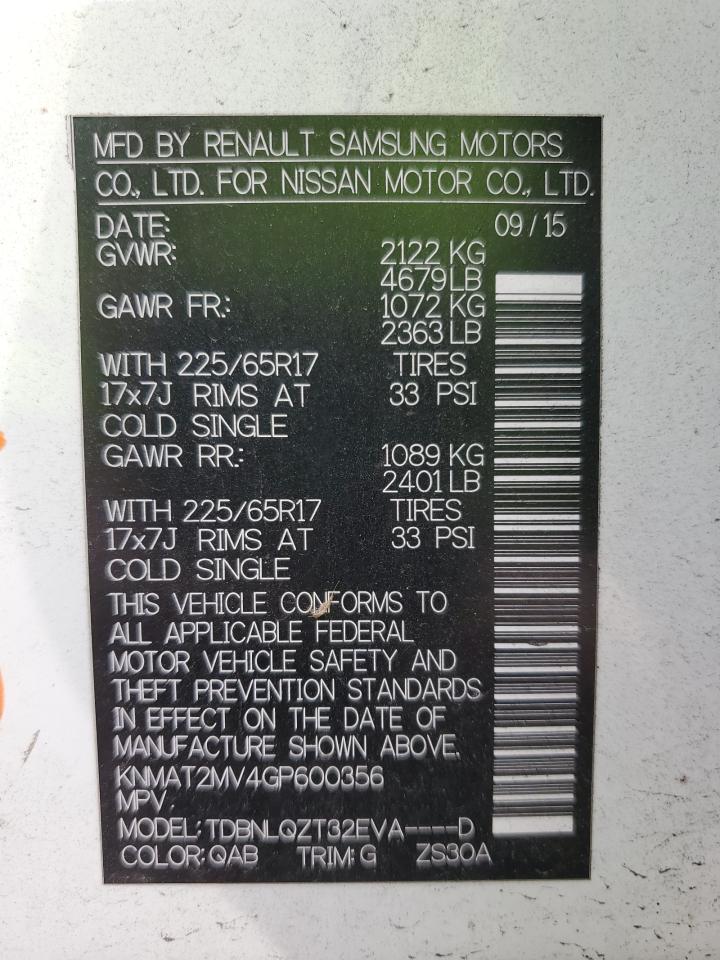 MFD BY RENAULT SAMSUNG MOTORS
CO., LTD. FOR NISSAN MOTOR CO., LTD.
DATE: 09 / 15
GVWR: 2122 KG
4679 LB
GAWR FR.: 1072 KG
2363 LB
WITH 225/65R17 TIRES
17x7J RIMS AT 33 PSI
COLD SINGLE
GAWR RR.: 1089 KG
2401 LB
WITH 225/65R17 TIRES
17x7J RIMS AT 33 PSI
COLD SINGLE
THIS VEHICLE CONFORMS TO
ALL APPLICABLE FEDERAL
MOTOR VEHICLE SAFETY AND
THEFT PREVENTION STANDARDS
IN EFFECT ON THE DATE OF
MANUFACTURE SHOWN ABOVE.
KNMAT2MV4GP600356
MPV
MODEL: TDBNLQZT32EVA----D
COLOR: QAB TRIM: G ZS30A